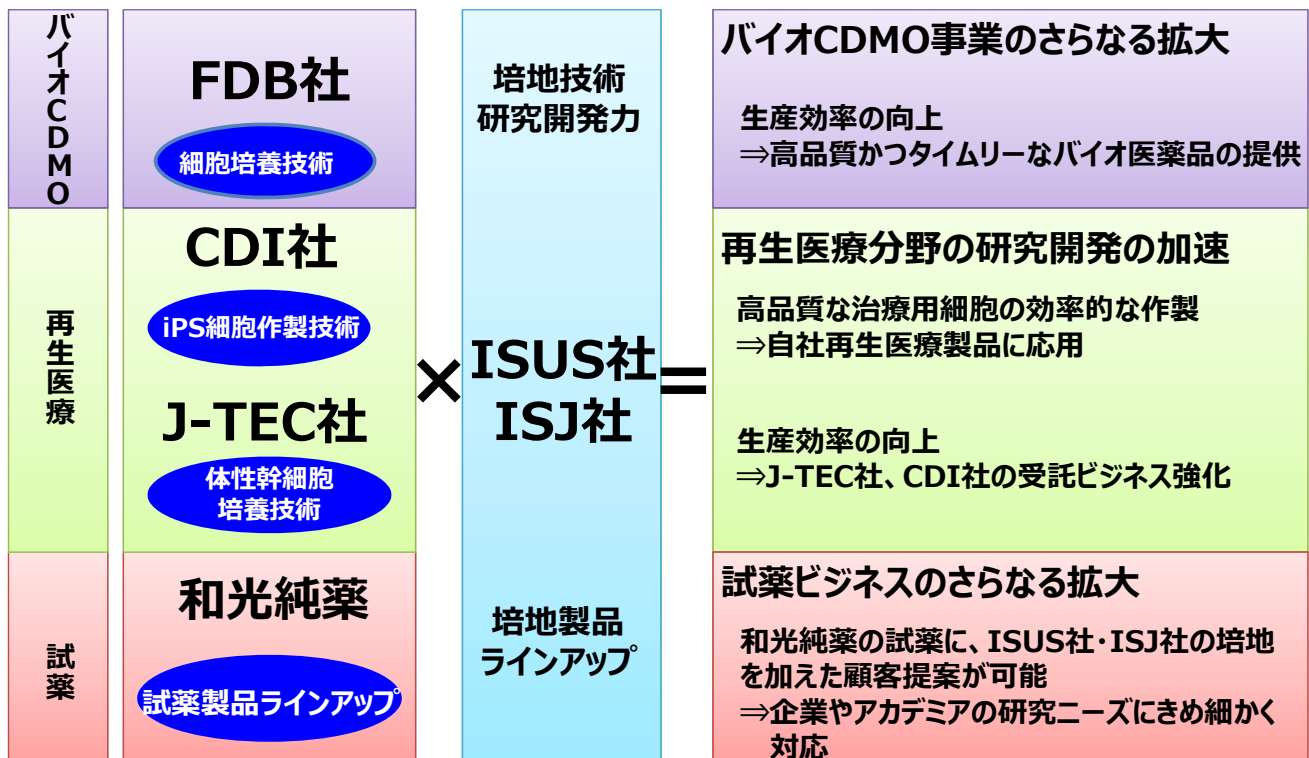 バイオCDMO
FDB社
細胞培養技術
培地技術
研究開発力
バイオCDMO事業のさらなる拡大
生産効率の向上
⇒高品質かつタイムリーなバイオ医薬品の提供
再生医療
CDI社
iPS細胞作製技術
J-TEC社
体性幹細胞
培養技術
×
ISUS社
ISJ社
=
再生医療分野の研究開発の加速
高品質な治療用細胞の効率的な作製
⇒自社再生医療製品に応用
生産効率の向上
⇒J-TEC社、CDI社の受託ビジネス強化
試薬
和光純薬
試薬製品ラインアップ
培地製品
ラインアップ
試薬ビジネスのさらなる拡大
和光純薬の試薬に、ISUS社・ISJ社の培地
を加えた顧客提案が可能
⇒企業やアカデミアの研究ニーズにきめ細かく
対応